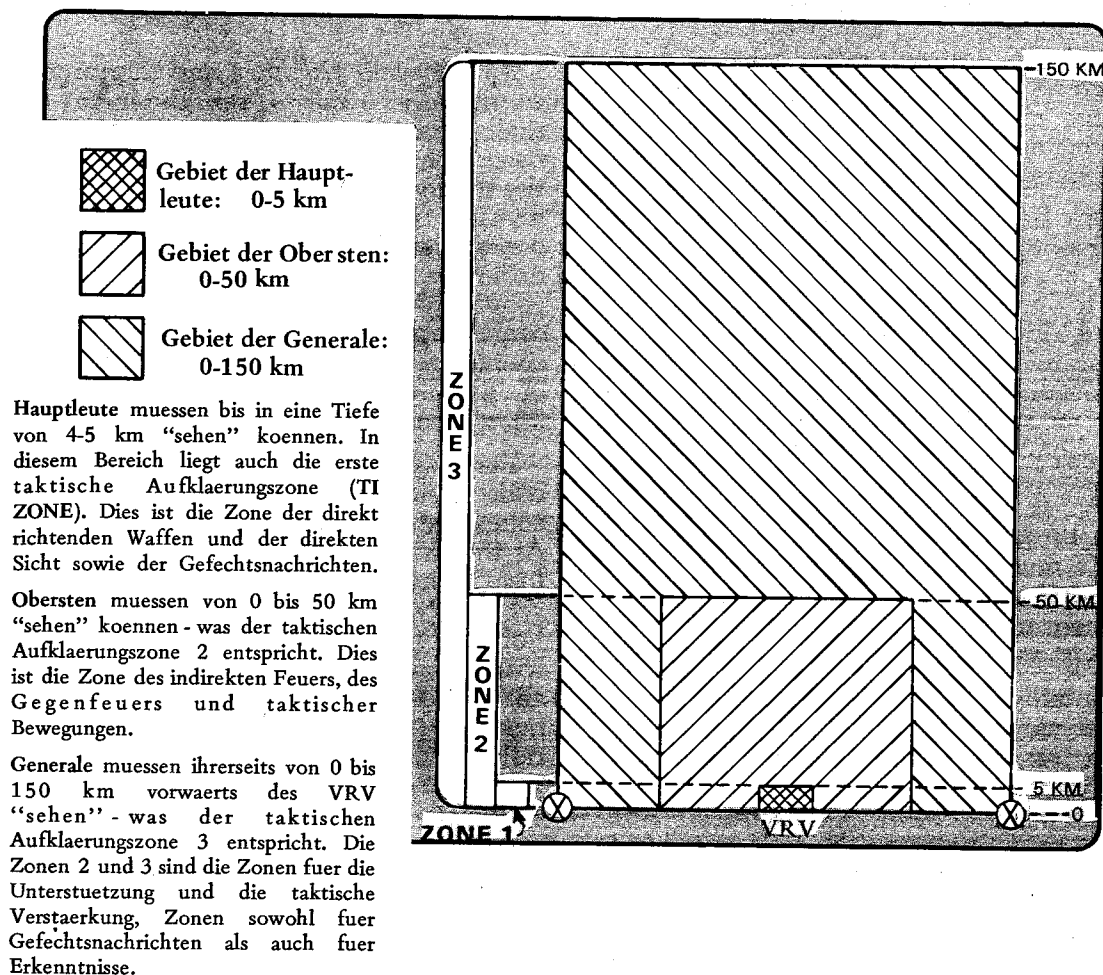 Gebiet der Haupt-
leute: 0-5 km
Gebiet der Obersten:
0-50 km
Gebiet der Generale:
0-150 km
Hauptleute muessen bis in eine Tiefe
von 4-5 km “sehen” koennen. In
diesem Bereich liegt auch die erste
taktische Aufklaerungszone (TI
ZONE). Dies ist die Zone der direkt
richtenden Waffen und der direkten
Sicht sowie der Gefechtsnachrichten.
Obersten muessen von 0 bis 50 km
“sehen” koennen - was der taktischen
Aufklaerungszone 2 entspricht. Dies
ist die Zone des indirekten Feuers, des
Gegenfeuers und taktischer
Bewegungen.
Generale muessen ihrerseits von 0 bis
150 km vorwaerts des VRV
“sehen” - was der taktischen
Aufklaerungszone 3 entspricht. Die
Zonen 2 und 3 sind die Zonen fuer die
Unterstuetzung und die taktische
Verstaerkung, Zonen sowohl fuer
Gefechtsnachrichten als auch fuer
Erkenntnisse.
ZONE 3
ZONE 2
ZONE 1
150 KM
50 KM
5 KM
0
X
X
VRV